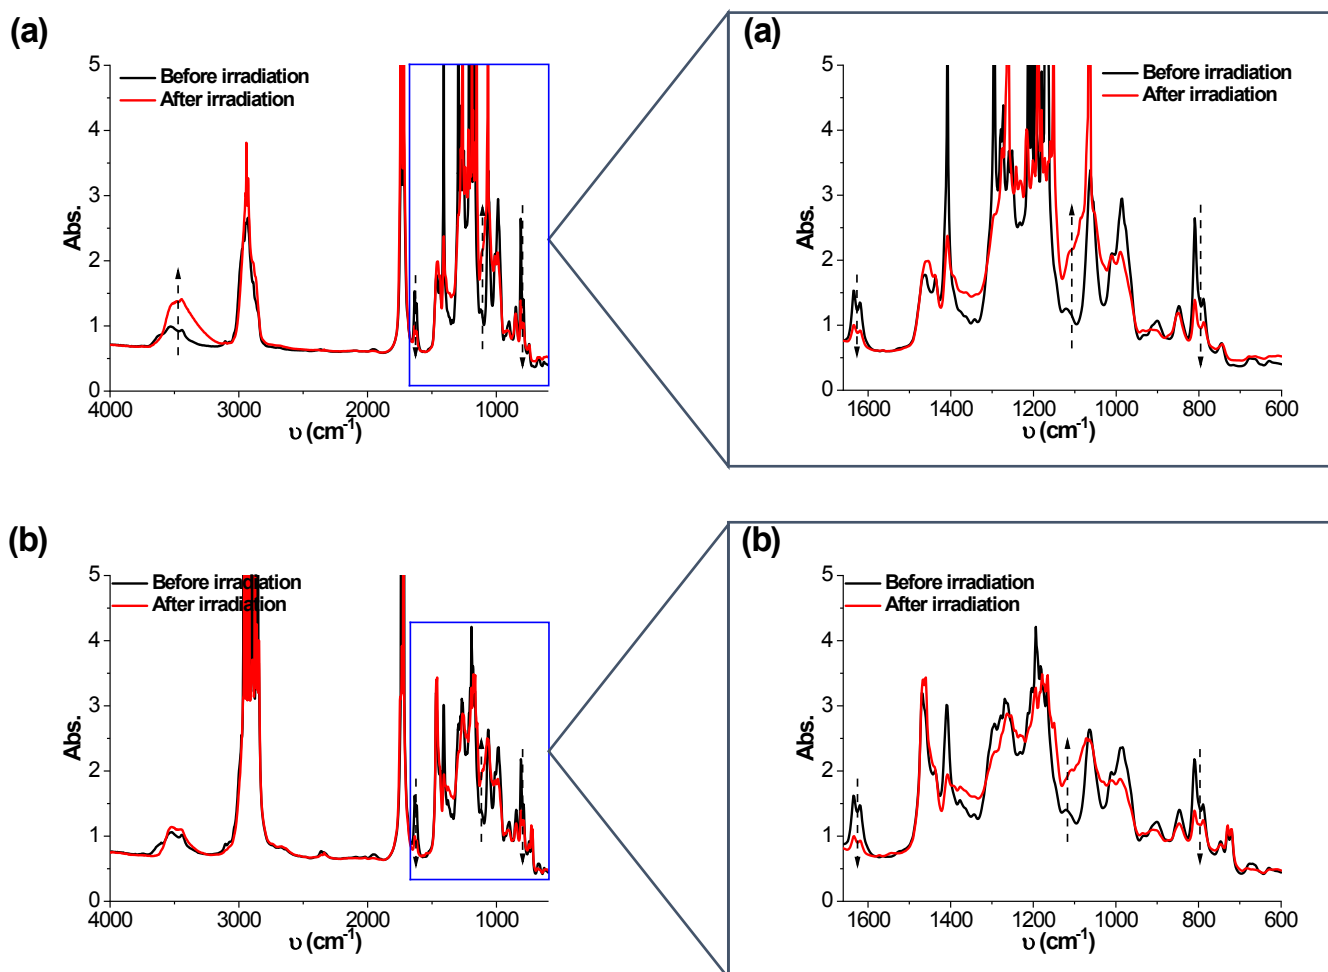 (a)
Before irradiation
After irradiation
5
4
3
2
1
0
Abs.
4000 3000 2000 1000
υ (cm⁻¹)
(a)
Before irradiation
After irradiation
5
4
3
2
1
0
Abs.
1600 1400 1200 1000 800 600
υ (cm⁻¹)
(b)
Before irradiation
After irradiation
5
4
3
2
1
0
Abs.
4000 3000 2000 1000
υ (cm⁻¹)
(b)
Before irradiation
After irradiation
5
4
3
2
1
0
Abs.
1600 1400 1200 1000 800 600
υ (cm⁻¹)